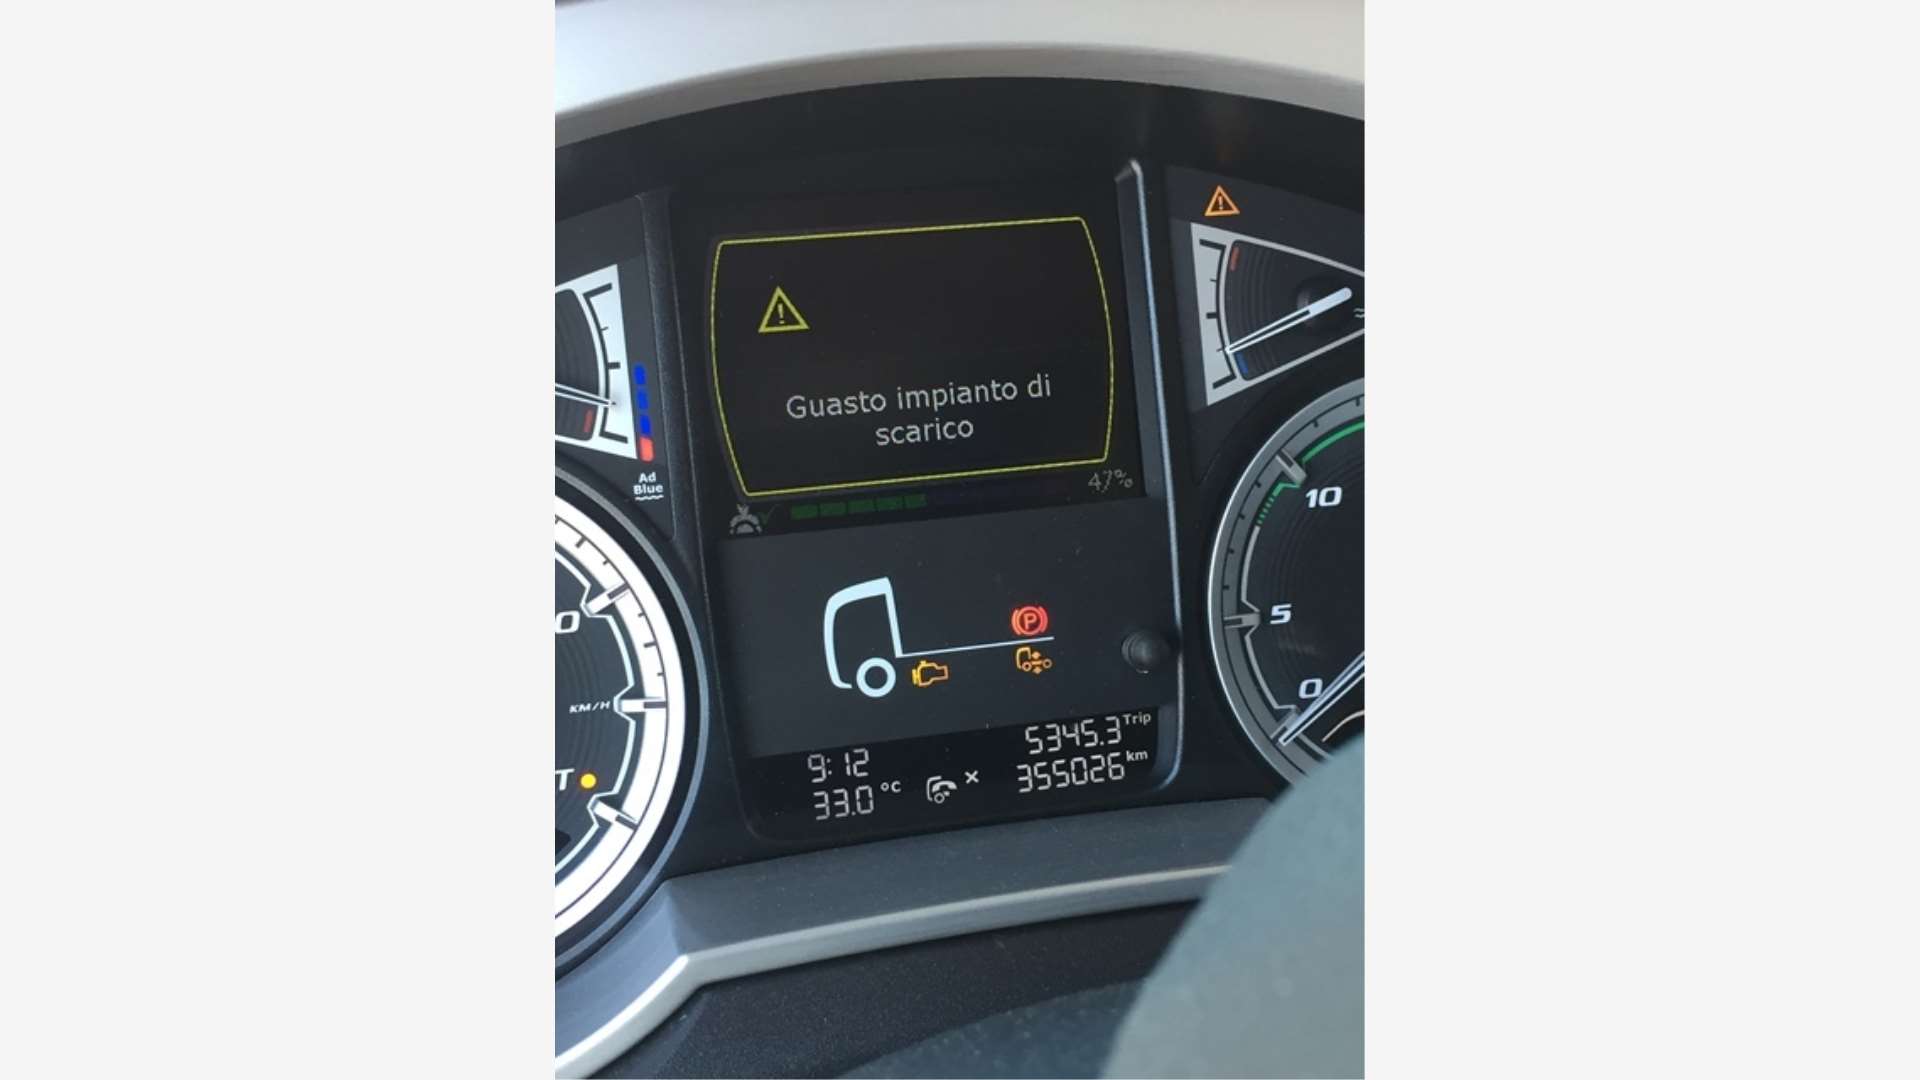 Guasto impianto di
scarico
47%
Ad
Blue
10
5
0
0
KM/H
T
P
9:12
5345.3 Trip
33.0 °C
355026 km